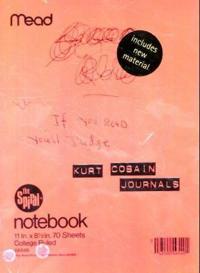 Mead
includes
new
material
If you read
you'll Judge
KURT COBAIN
JOURNALS
the
Spiral
notebook
11 in. x 8½ in. 70 Sheets
College Ruled